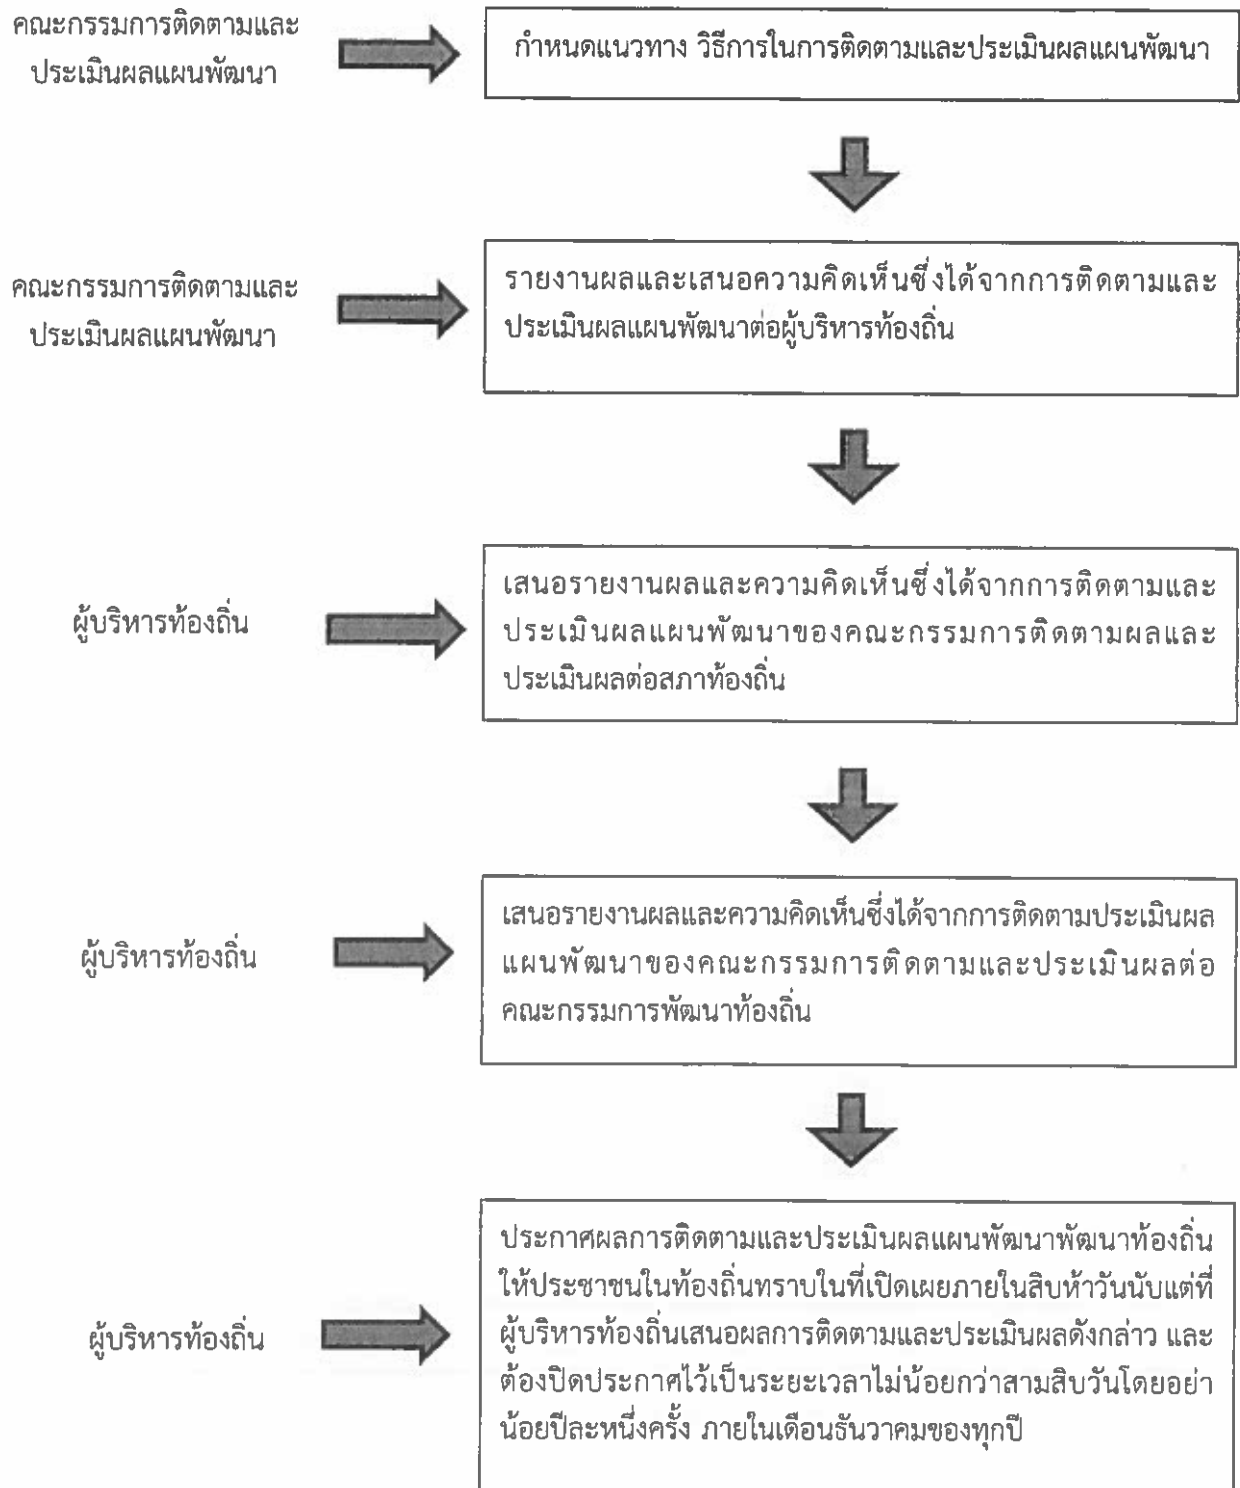 คณะกรรมการติดตามและ
ประเมินผลแผนพัฒนา
กำหนดแนวทาง วิธีการในการติดตามและประเมินผลแผนพัฒนา
คณะกรรมการติดตามและ
ประเมินผลแผนพัฒนา
รายงานผลและเสนอความคิดเห็นซึ่งได้จากการติดตามและ
ประเมินผลแผนพัฒนาต่อผู้บริหารท้องถิ่น
ผู้บริหารท้องถิ่น
เสนอรายงานผลและความคิดเห็นซึ่งได้จากการติดตามและ
ประเมินผลแผนพัฒนาของคณะกรรมการติดตามผลและ
ประเมินผลต่อสภาท้องถิ่น
ผู้บริหารท้องถิ่น
เสนอรายงานผลและความคิดเห็นซึ่งได้จากการติดตามประเมินผล
แผนพัฒนาของคณะกรรมการติดตามและประเมินผลต่อ
คณะกรรมการพัฒนาท้องถิ่น
ผู้บริหารท้องถิ่น
ประกาศผลการติดตามและประเมินผลแผนพัฒนาพัฒนาท้องถิ่น
ให้ประชาชนในท้องถิ่นทราบในที่เปิดเผยภายในสิบห้าวันนับแต่ที่
ผู้บริหารท้องถิ่นเสนอผลการติดตามและประเมินผลดังกล่าว และ
ต้องปิดประกาศไว้เป็นระยะเวลาไม่น้อยกว่าสามสิบวันโดยอย่า
น้อยปีละหนึ่งครั้ง ภายในเดือนธันวาคมของทุกปี